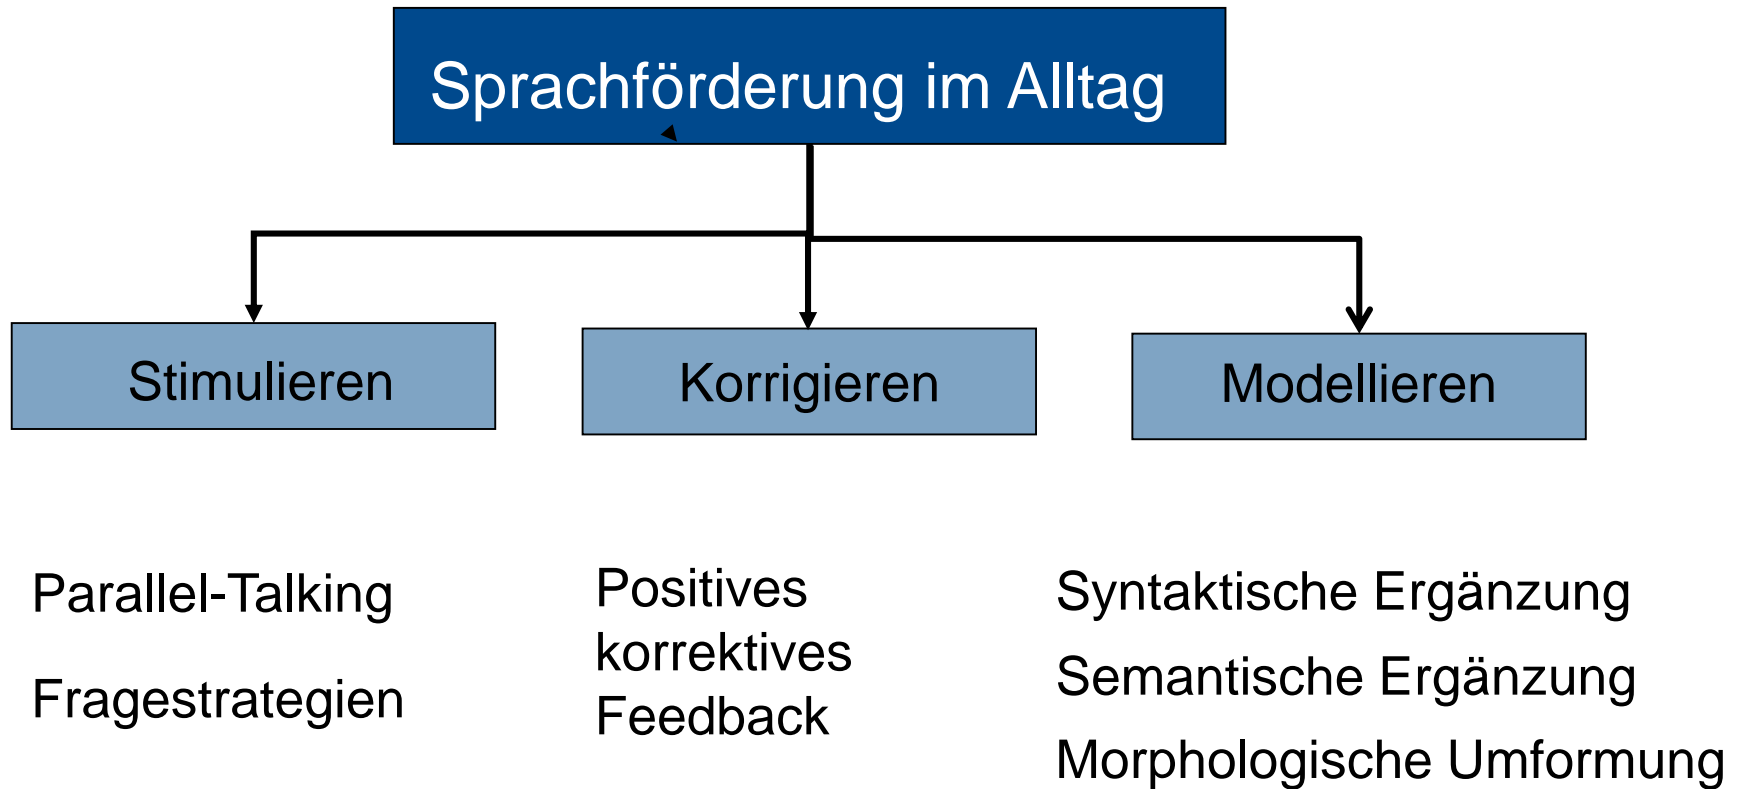 Sprachförderung im Alltag
Stimulieren
Korrigieren
Modellieren
Parallel-Talking
Fragestrategien
Positives
korrektives
Feedback
Syntaktische Ergänzung
Semantische Ergänzung
Morphologische Umformung